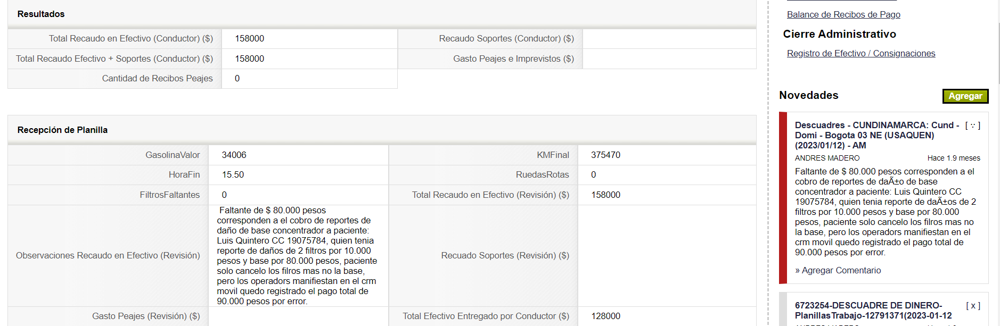 Resultados
Total Recaudo en Efectivo (Conductor) ($) 158000 Recaudo Soportes (Conductor) ($)
Total Recaudo Efectivo + Soportes (Conductor) ($) 158000 Gasto Peajes e Imprevistos ($)
Cantidad de Recibos Peajes 0
Recepción de Planilla
GasolinaValor 34006 KMFinal 375470
HoraFin 15.50 RuedasRotas 0
FiltrosFaltantes 0 Total Recaudo en Efectivo (Revisión) ($) 158000
Observaciones Recaudo en Efectivo (Revisión)
Faltante de $ 80.000 pesos
corresponden a el cobro de reportes de
daño de base concentrador a paciente:
Luis Quintero CC 19075784, quien tenia
reporte de daños de 2 filtros por 10.000
pesos y base por 80.000 pesos, paciente
solo cancelo los filros mas no la base,
pero los operadors manifiestan en el crm
movil quedo registrado el pago total de
90.000 pesos por error.
Recuado Soportes (Revisión) ($)
Gasto Peajes (Revisión) ($) Total Efectivo Entregado por Conductor ($) 128000
Balance de Recibos de Pago
Cierre Administrativo
Registro de Efectivo / Consignaciones
Novedades Agregar
Descuadres - CUNDINAMARCA: Cund - [ ∵ ]
Domi - Bogota 03 NE (USAQUEN)
(2023/01/12) - AM
ANDRES MADERO Hace 1.9 meses
Faltante de $ 80.000 pesos corresponden a el
cobro de reportes de daÃ±o de base
concentrador a paciente: Luis Quintero CC
19075784, quien tenia reporte de daÃ±os de 2
filtros por 10.000 pesos y base por 80.000
pesos, paciente solo cancelo los filros mas no
la base, pero los operadors manifiestan en el
crm movil quedo registrado el pago total de
90.000 pesos por error.
» Agregar Comentario
6723254-DESCUADRE DE DINERO- [ x ]
PlanillasTrabajo-12791371(2023-01-12